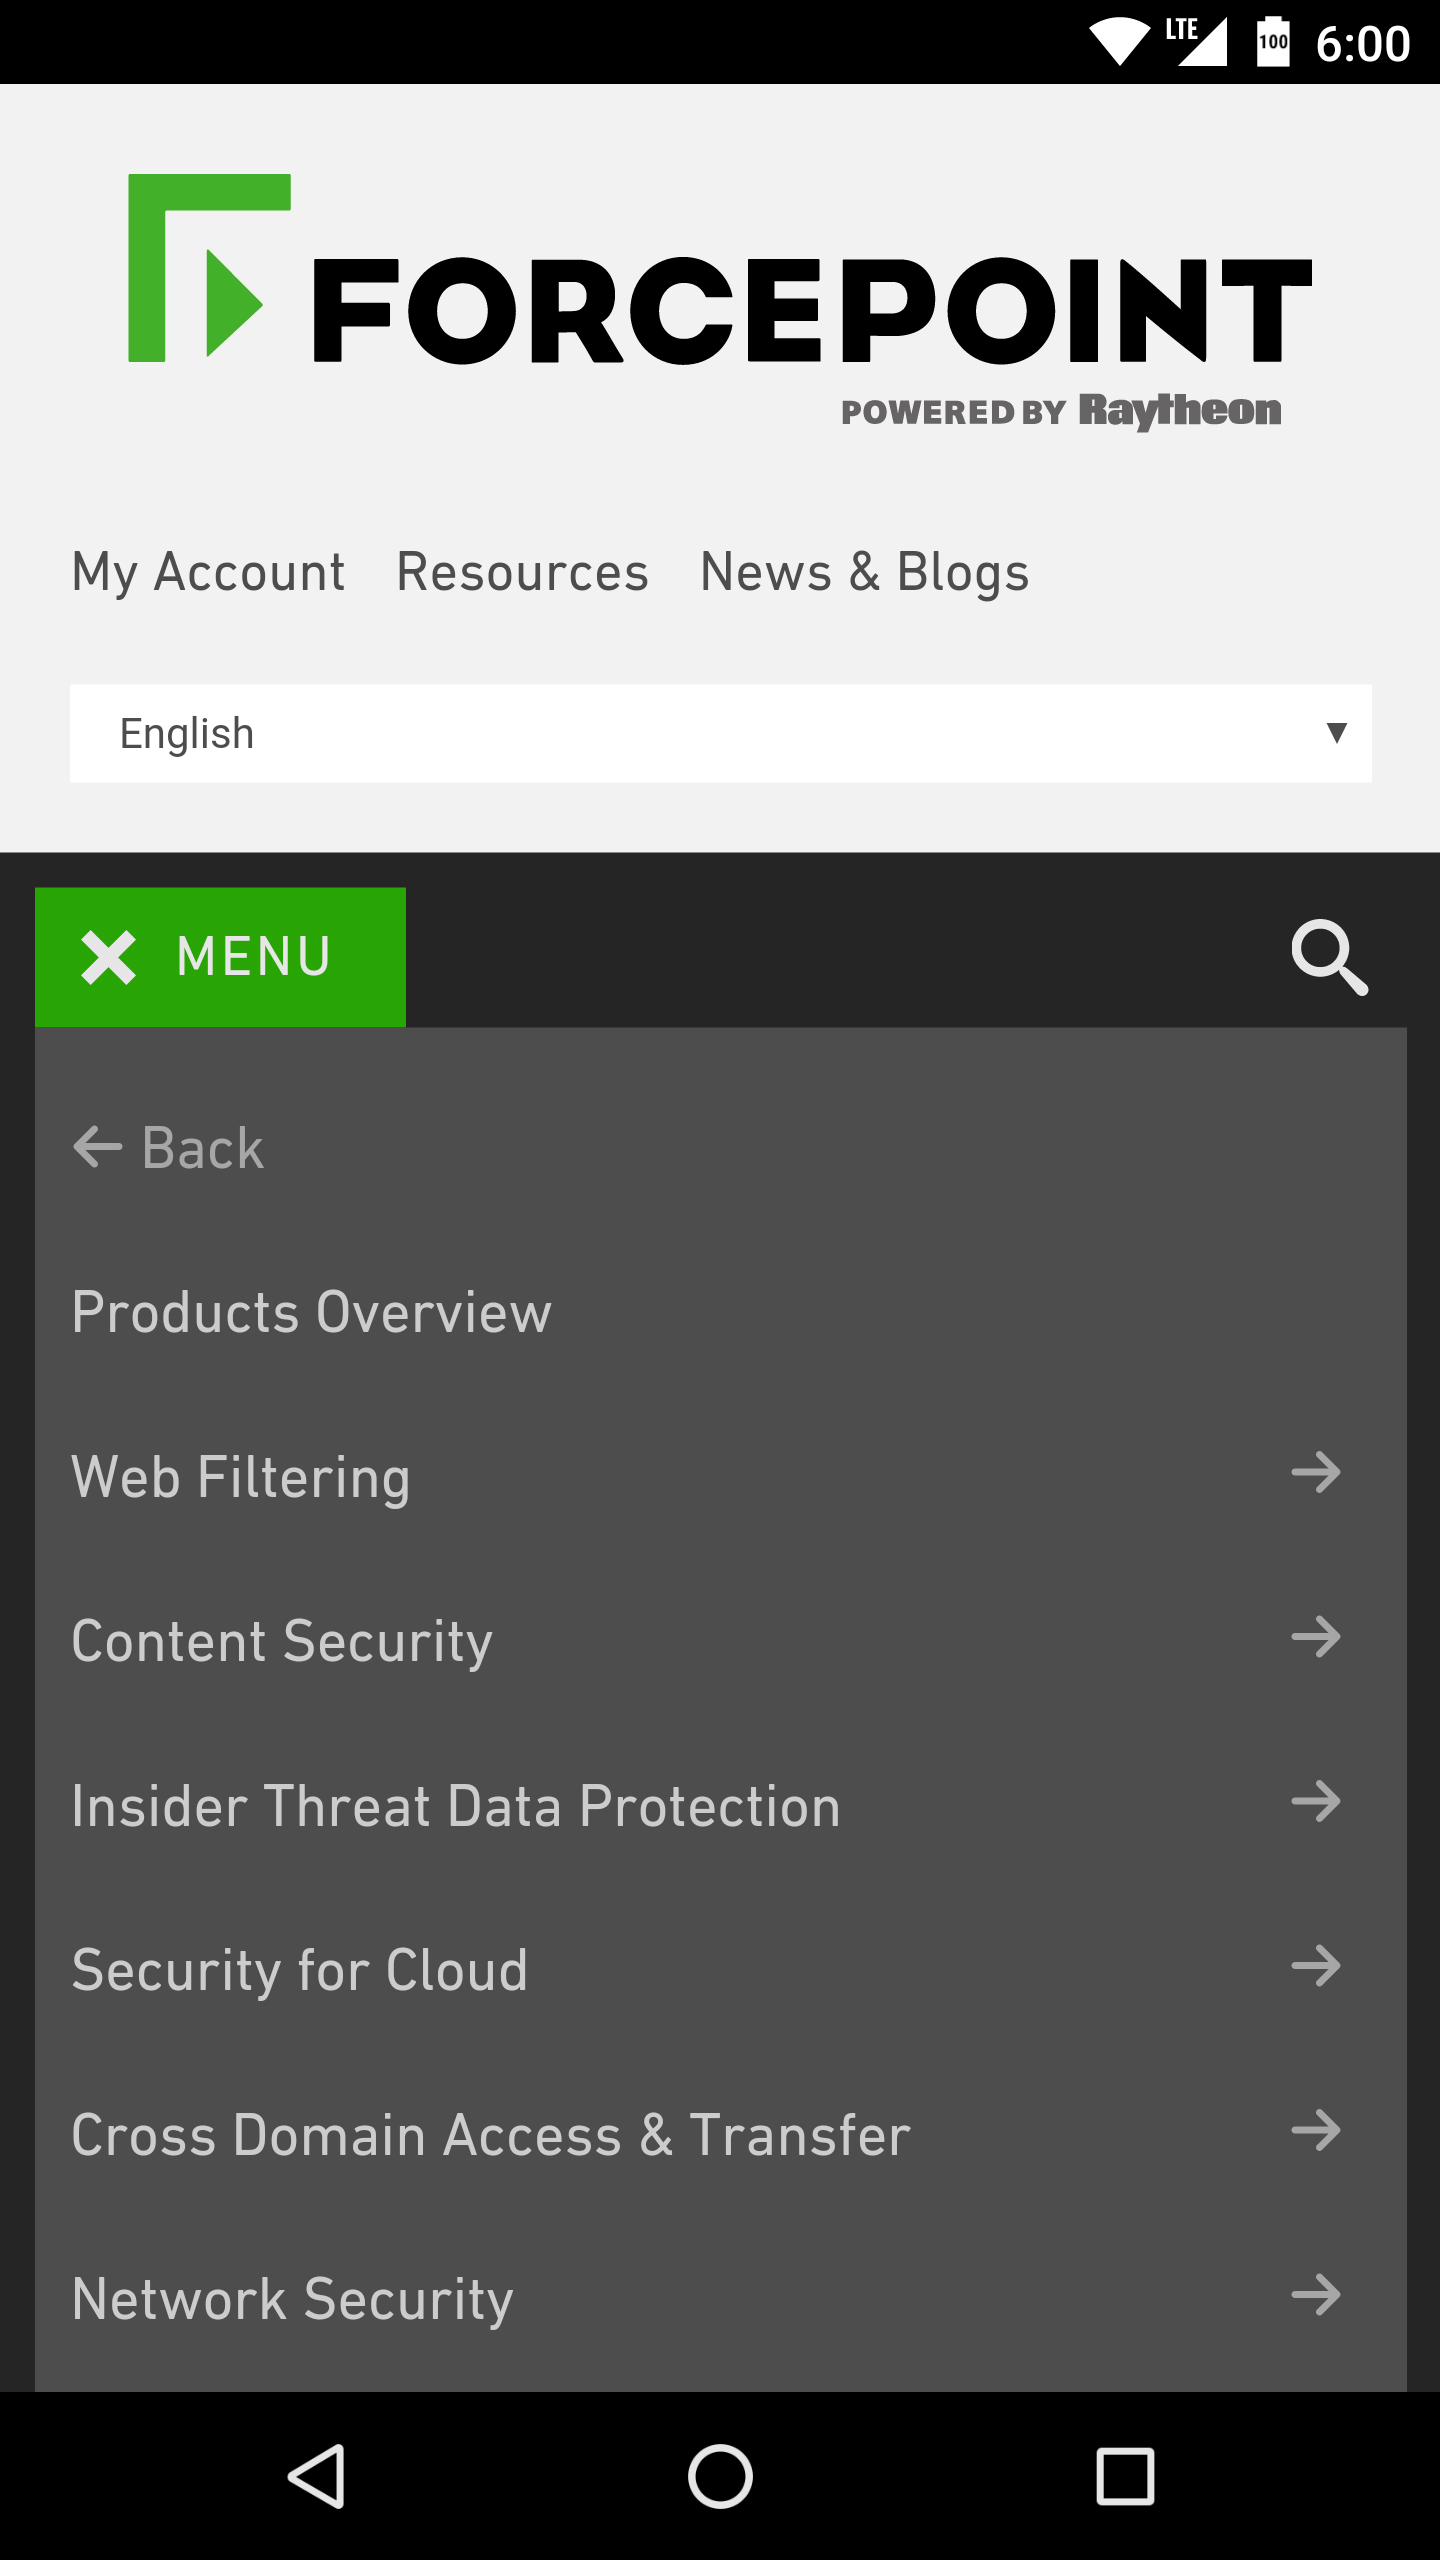 LTE 100 6:00
FORCEPOINT
POWERED BY Raytheon
My Account Resources News & Blogs
English
MENU
Back
Products Overview
Web Filtering
Content Security
Insider Threat Data Protection
Security for Cloud
Cross Domain Access & Transfer
Network Security